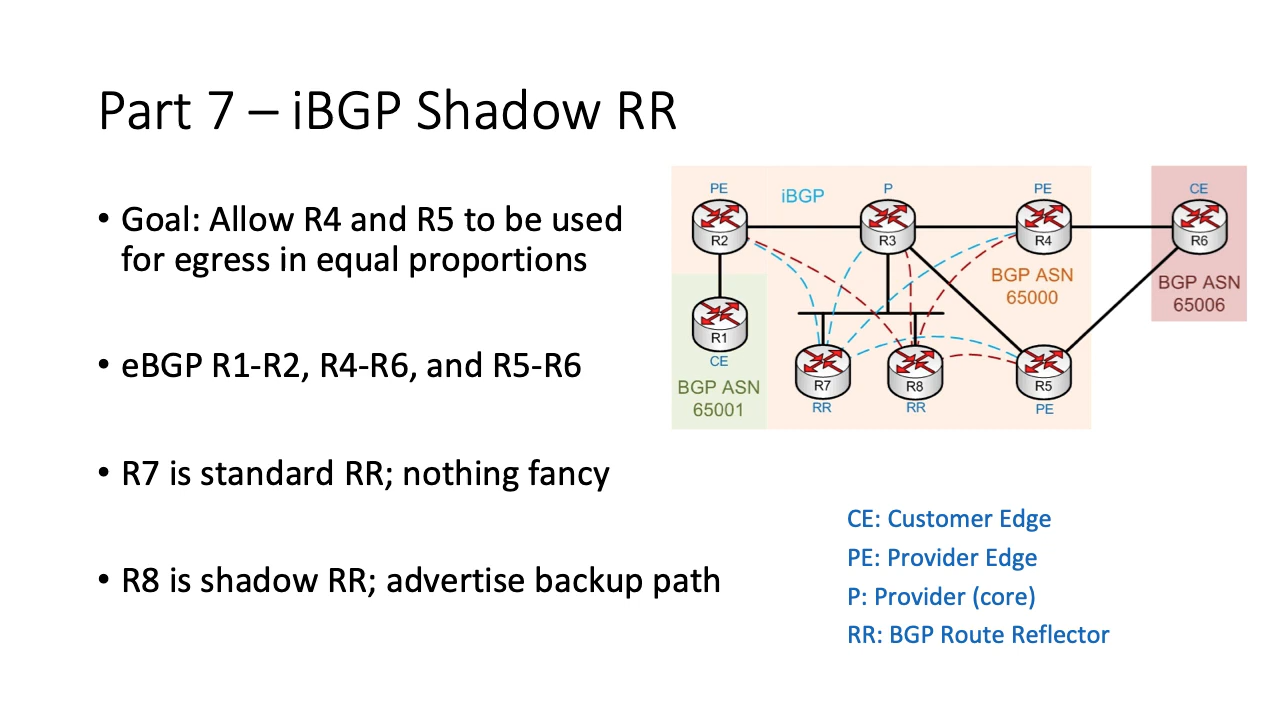 Part 7 – iBGP Shadow RR
• Goal: Allow R4 and R5 to be used
for egress in equal proportions
• eBGP R1-R2, R4-R6, and R5-R6
• R7 is standard RR; nothing fancy
• R8 is shadow RR; advertise backup path
PE
iBGP
P
PE
CE
R2
R3
R4
R6
BGP ASN
65000
BGP ASN
65006
R1
CE
BGP ASN
65001
R7
RR
R8
RR
R5
PE
CE: Customer Edge
PE: Provider Edge
P: Provider (core)
RR: BGP Route Reflector